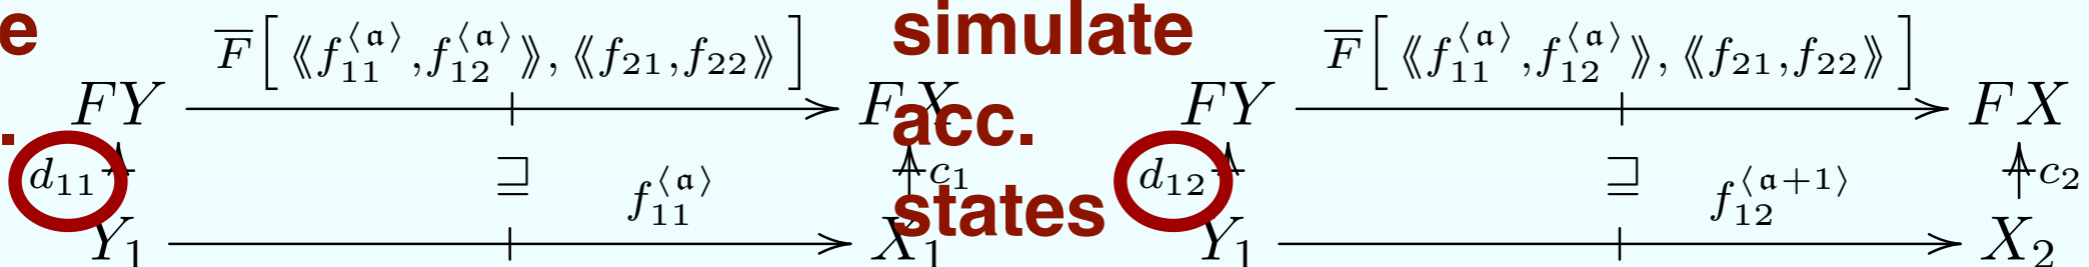 e
simulate
F̅[⟪f₁₁^⟨𝔞⟩, f₁₂^⟨𝔞⟩⟫, ⟪f₂₁, f₂₂⟫]
F̅[⟪f₁₁^⟨𝔞⟩, f₁₂^⟨𝔞⟩⟫, ⟪f₂₁, f₂₂⟫]
FY FX acc. FY FX
.
d₁₁ ⊒ f₁₁^⟨𝔞⟩ c₁ d₁₂ ⊒ f₁₂^⟨𝔞+1⟩ c₂
states
Y₁ X₁ Y₁ X₂